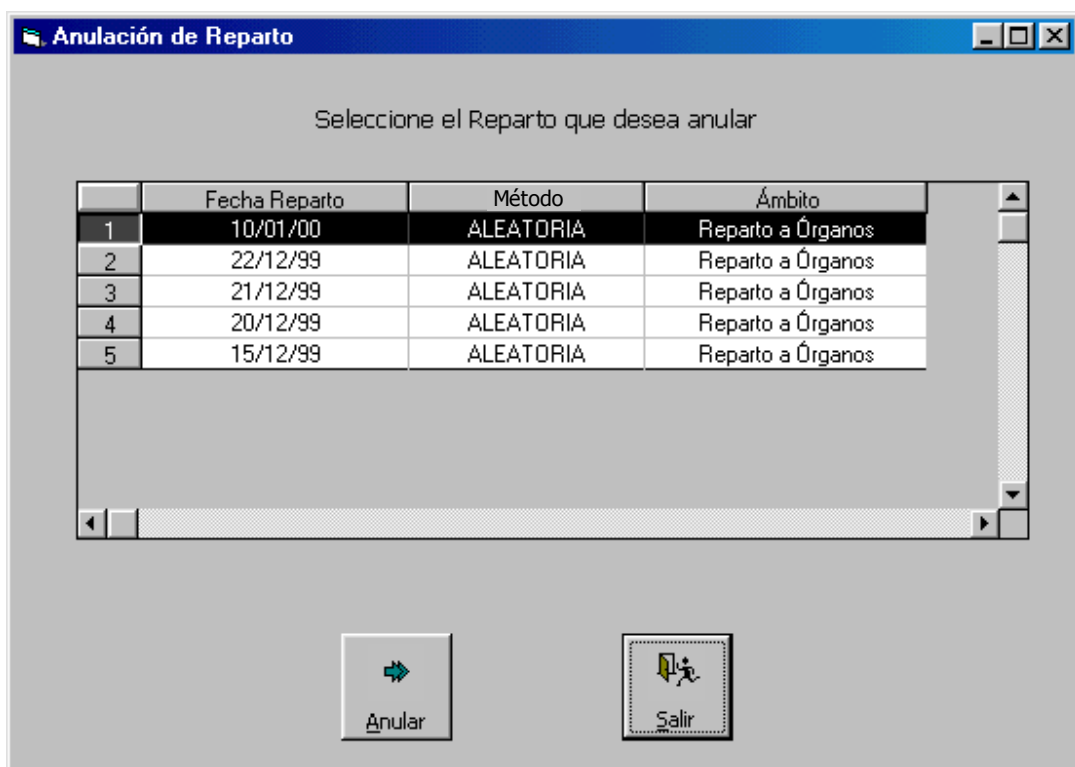 Anulación de Reparto
Seleccione el Reparto que desea anular
Fecha Reparto Método Ámbito
1 10/01/00 ALEATORIA Reparto a Órganos
2 22/12/99 ALEATORIA Reparto a Órganos
3 21/12/99 ALEATORIA Reparto a Órganos
4 20/12/99 ALEATORIA Reparto a Órganos
5 15/12/99 ALEATORIA Reparto a Órganos
Anular Salir